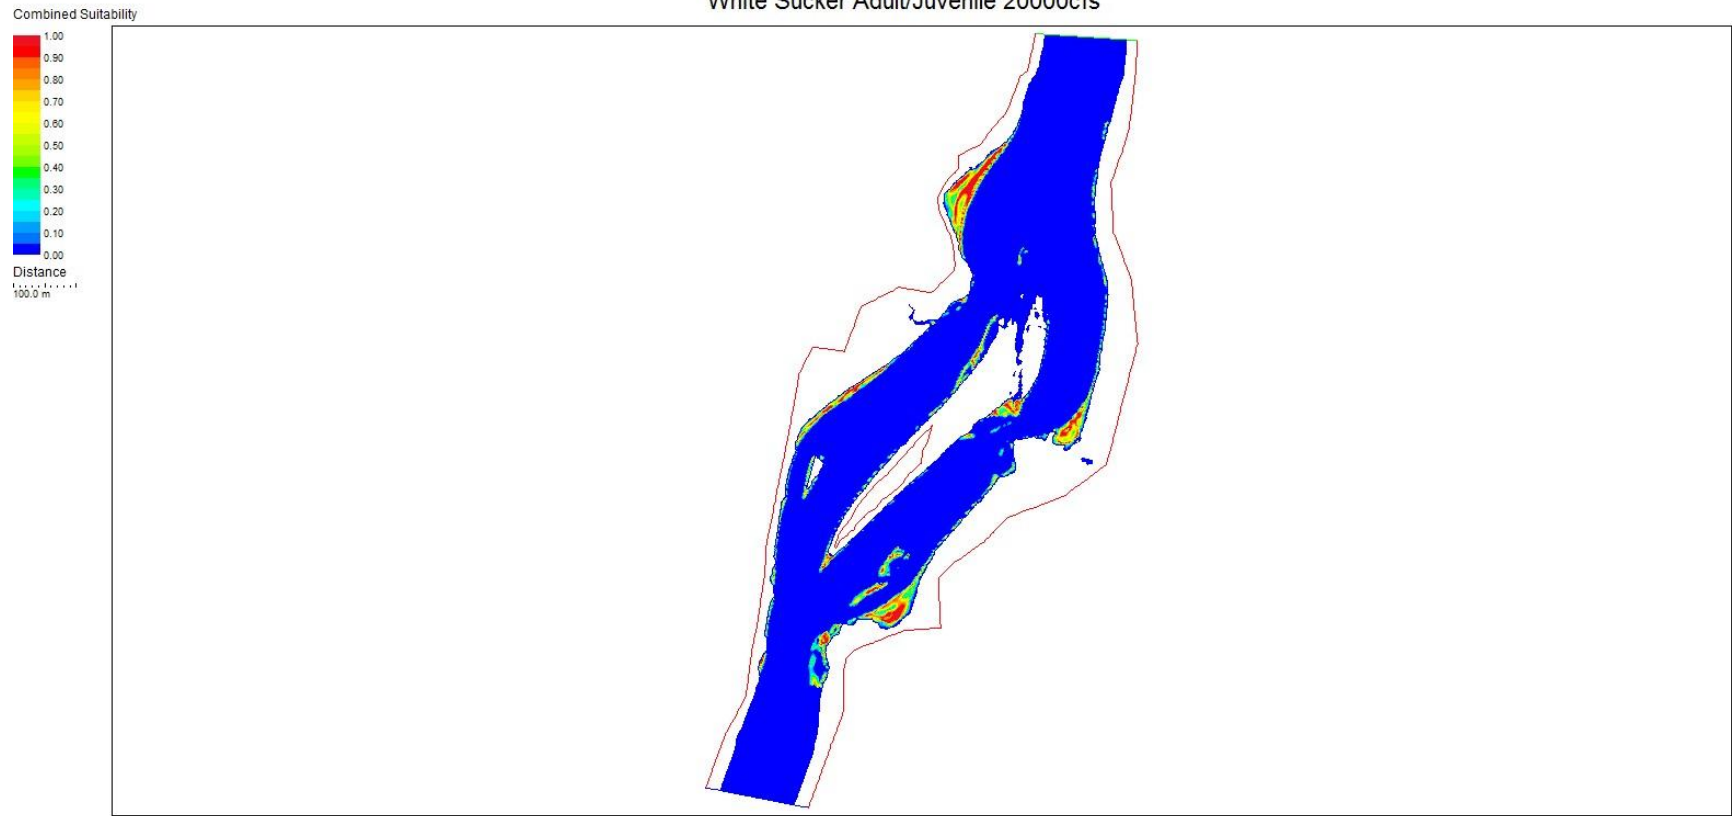 White Sucker Adult/Juvenile 20000cfs
Combined Suitability
1.00
0.90
0.80
0.70
0.60
0.50
0.40
0.30
0.20
0.10
0.00
Distance
100.0 m